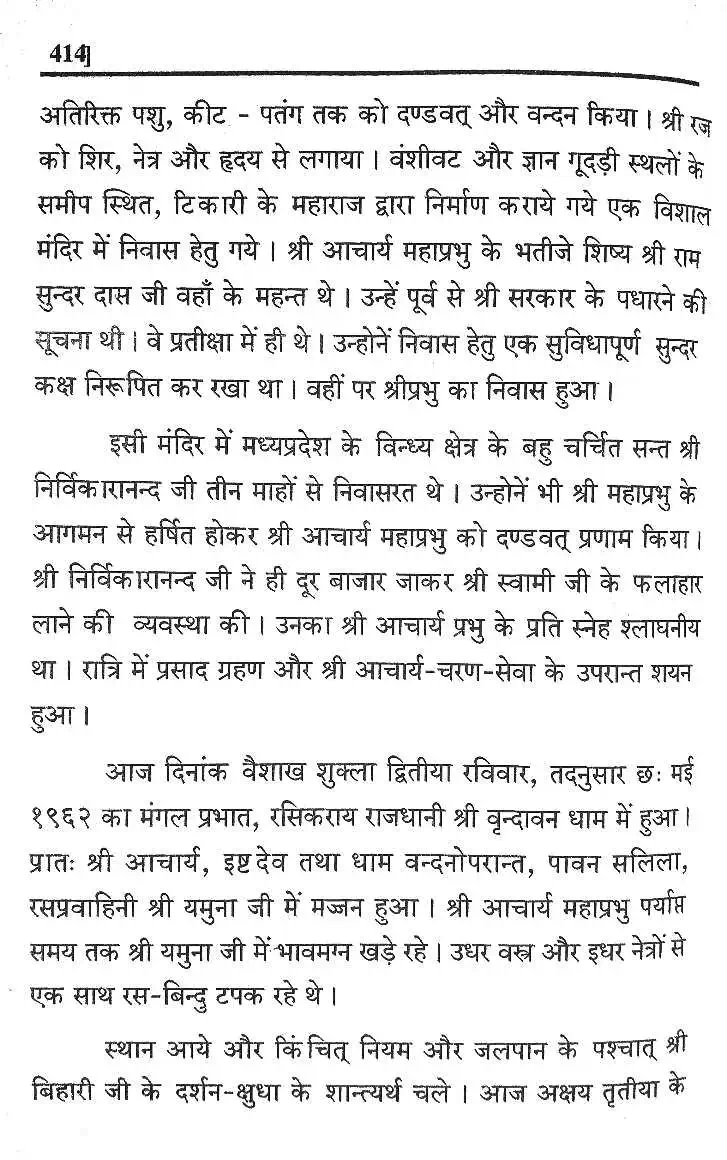 414]
अतिरिक्त पशु, कीट - पतंग तक को दण्डवत् और वन्दन किया । श्री रज
को शिर, नेत्र और हृदय से लगाया । वंशीवट और ज्ञान गूदड़ी स्थलों के
समीप स्थित, टिकारी के महाराज द्वारा निर्माण कराये गये एक विशाल
मंदिर में निवास हेतु गये । श्री आचार्य महाप्रभु के भतीजे शिष्य श्री राम
सुन्दर दास जी वहाँ के महन्त थे । उन्हें पूर्व से श्री सरकार के पधारने की
सूचना थी । वे प्रतीक्षा में ही थे । उन्होनें निवास हेतु एक सुविधापूर्ण सुन्दर
कक्ष निरूपित कर रखा था । वहीं पर श्रीप्रभु का निवास हुआ ।
इसी मंदिर में मध्यप्रदेश के विन्ध्य क्षेत्र के बहु चर्चित सन्त श्री
निर्विकारानन्द जी तीन माहों से निवासरत थे । उन्होनें भी श्री महाप्रभु के
आगमन से हर्षित होकर श्री आचार्य महाप्रभु को दण्डवत् प्रणाम किया।
श्री निर्विकारानन्द जी ने ही दूर बाजार जाकर श्री स्वामी जी के फलाहार
लाने की व्यवस्था की । उनका श्री आचार्य प्रभु के प्रति स्नेह श्लाघनीय
था । रात्रि में प्रसाद ग्रहण और श्री आचार्य-चरण-सेवा के उपरान्त शयन
हुआ ।
आज दिनांक वैशाख शुक्ला द्वितीया रविवार, तदनुसार छः मई
१९६२ का मंगल प्रभात, रसिकराय राजधानी श्री वृन्दावन धाम में हुआ।
प्रातः श्री आचार्य, इष्टदेव तथा धाम वन्दनोपरान्त, पावन सलिला,
रसप्रवाहिनी श्री यमुना जी में मज्जन हुआ । श्री आचार्य महाप्रभु पर्याप्त
समय तक श्री यमुना जी में भावमग्न खड़े रहे । उधर वस्त्र और इधर नेत्रों से
एक साथ रस-बिन्दु टपक रहे थे ।
स्थान आये और किंचित् नियम और जलपान के पश्चात् श्री
बिहारी जी के दर्शन-क्षुधा के शान्त्यर्थ चले । आज अक्षय तृतीया के